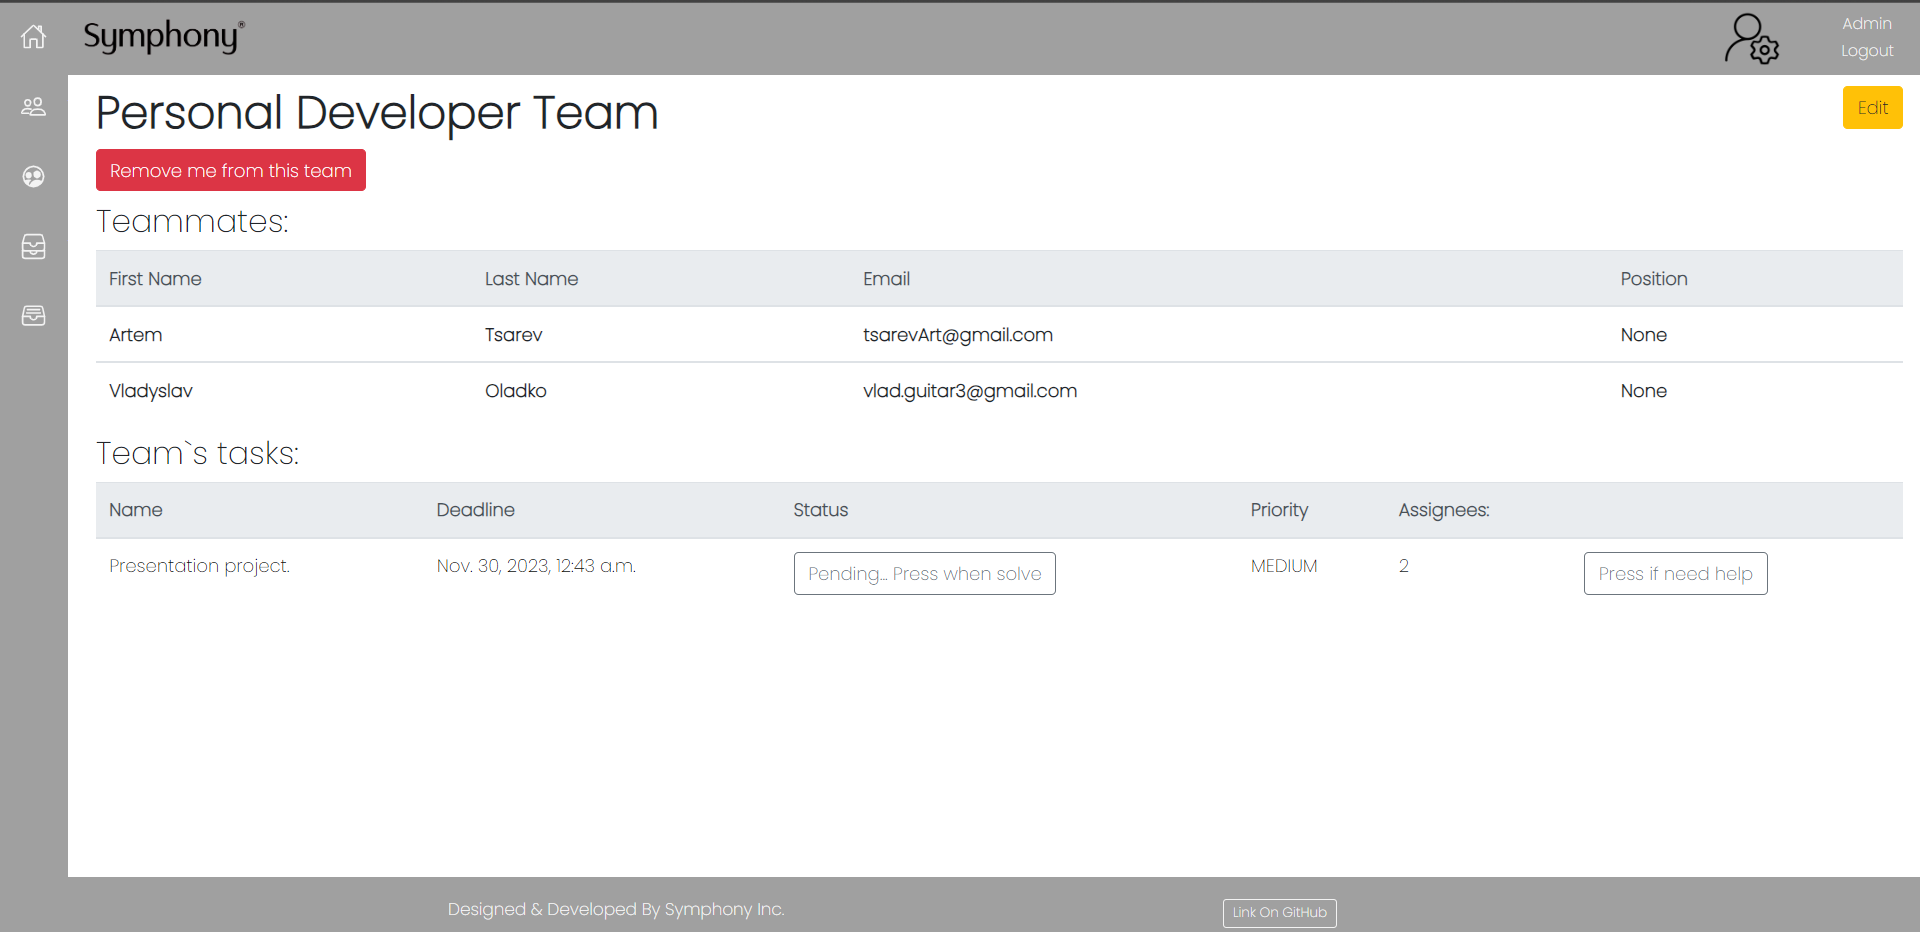 Symphony®
Admin
Logout
Personal Developer Team
Edit
Remove me from this team
Teammates:
First Name Last Name Email Position
Artem Tsarev tsarevArt@gmail.com None
Vladyslav Oladko vlad.guitar3@gmail.com None
Team`s tasks:
Name Deadline Status Priority Assignees:
Presentation project. Nov. 30, 2023, 12:43 a.m. Pending... Press when solve MEDIUM 2 Press if need help
Designed & Developed By Symphony Inc. Link On GitHub